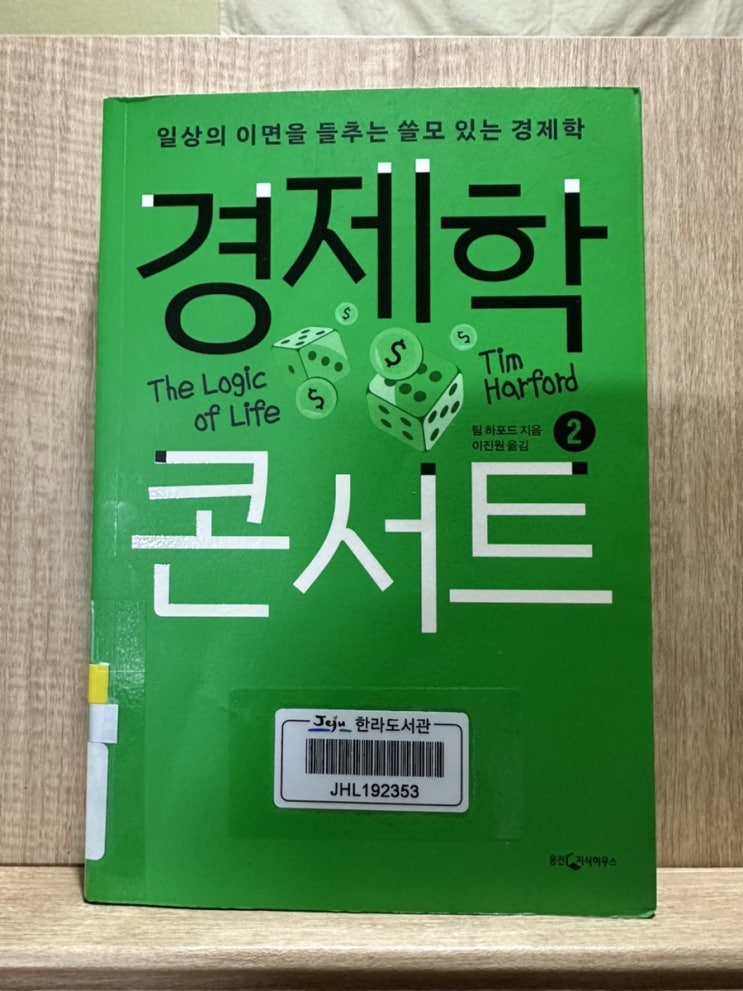 일상의 이면을 들추는 쓸모 있는 경제학
경제학
The Logic
of Life
Tim
Harford
팀 하포드 지음
이진원 옮김
2
콘서트
Jeju 한라도서관
JHL192353
웅진 지식하우스